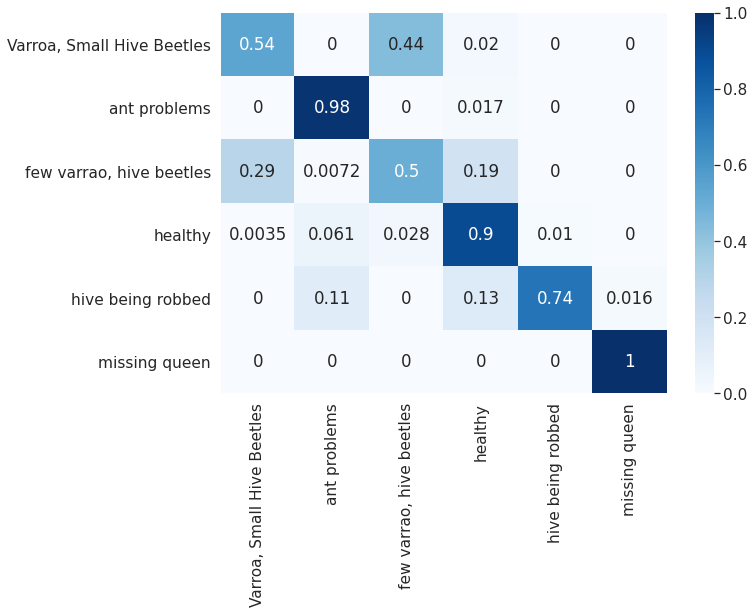 Varroa, Small Hive Beetles 0.54 0 0.44 0.02 0 0
ant problems 0 0.98 0 0.017 0 0
few varrao, hive beetles 0.29 0.0072 0.5 0.19 0 0
healthy 0.0035 0.061 0.028 0.9 0.01 0
hive being robbed 0 0.11 0 0.13 0.74 0.016
missing queen 0 0 0 0 0 1
Varroa, Small Hive Beetles
ant problems
few varrao, hive beetles
healthy
hive being robbed
missing queen
1.0
0.8
0.6
0.4
0.2
0.0